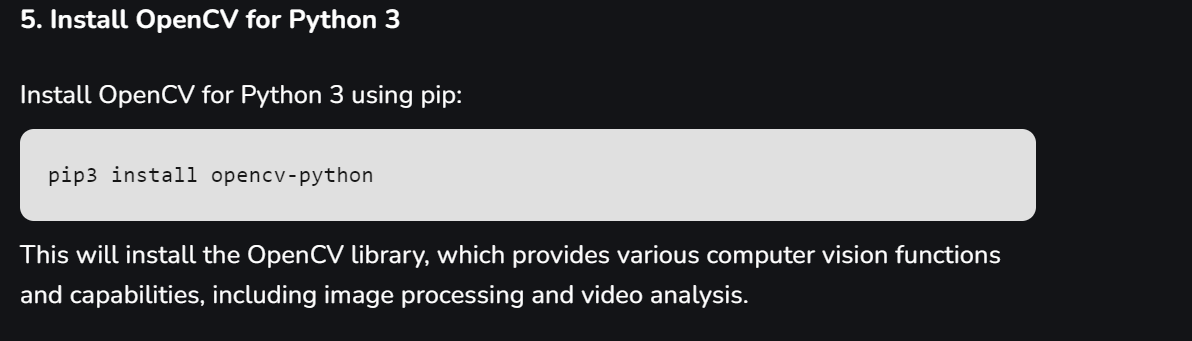 5. Install OpenCV for Python 3
Install OpenCV for Python 3 using pip:
pip3 install opencv-python
This will install the OpenCV library, which provides various computer vision functions
and capabilities, including image processing and video analysis.